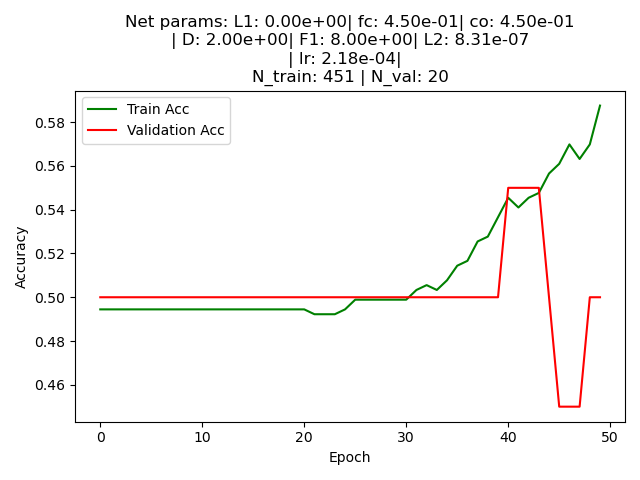 Net params: L1: 0.00e+00| fc: 4.50e-01| co: 4.50e-01
| D: 2.00e+00| F1: 8.00e+00| L2: 8.31e-07
| lr: 2.18e-04|
N_train: 451 | N_val: 20
Train Acc
Validation Acc
0.58
0.56
0.54
0.52
0.50
0.48
0.46
Accuracy
0 10 20 30 40 50
Epoch